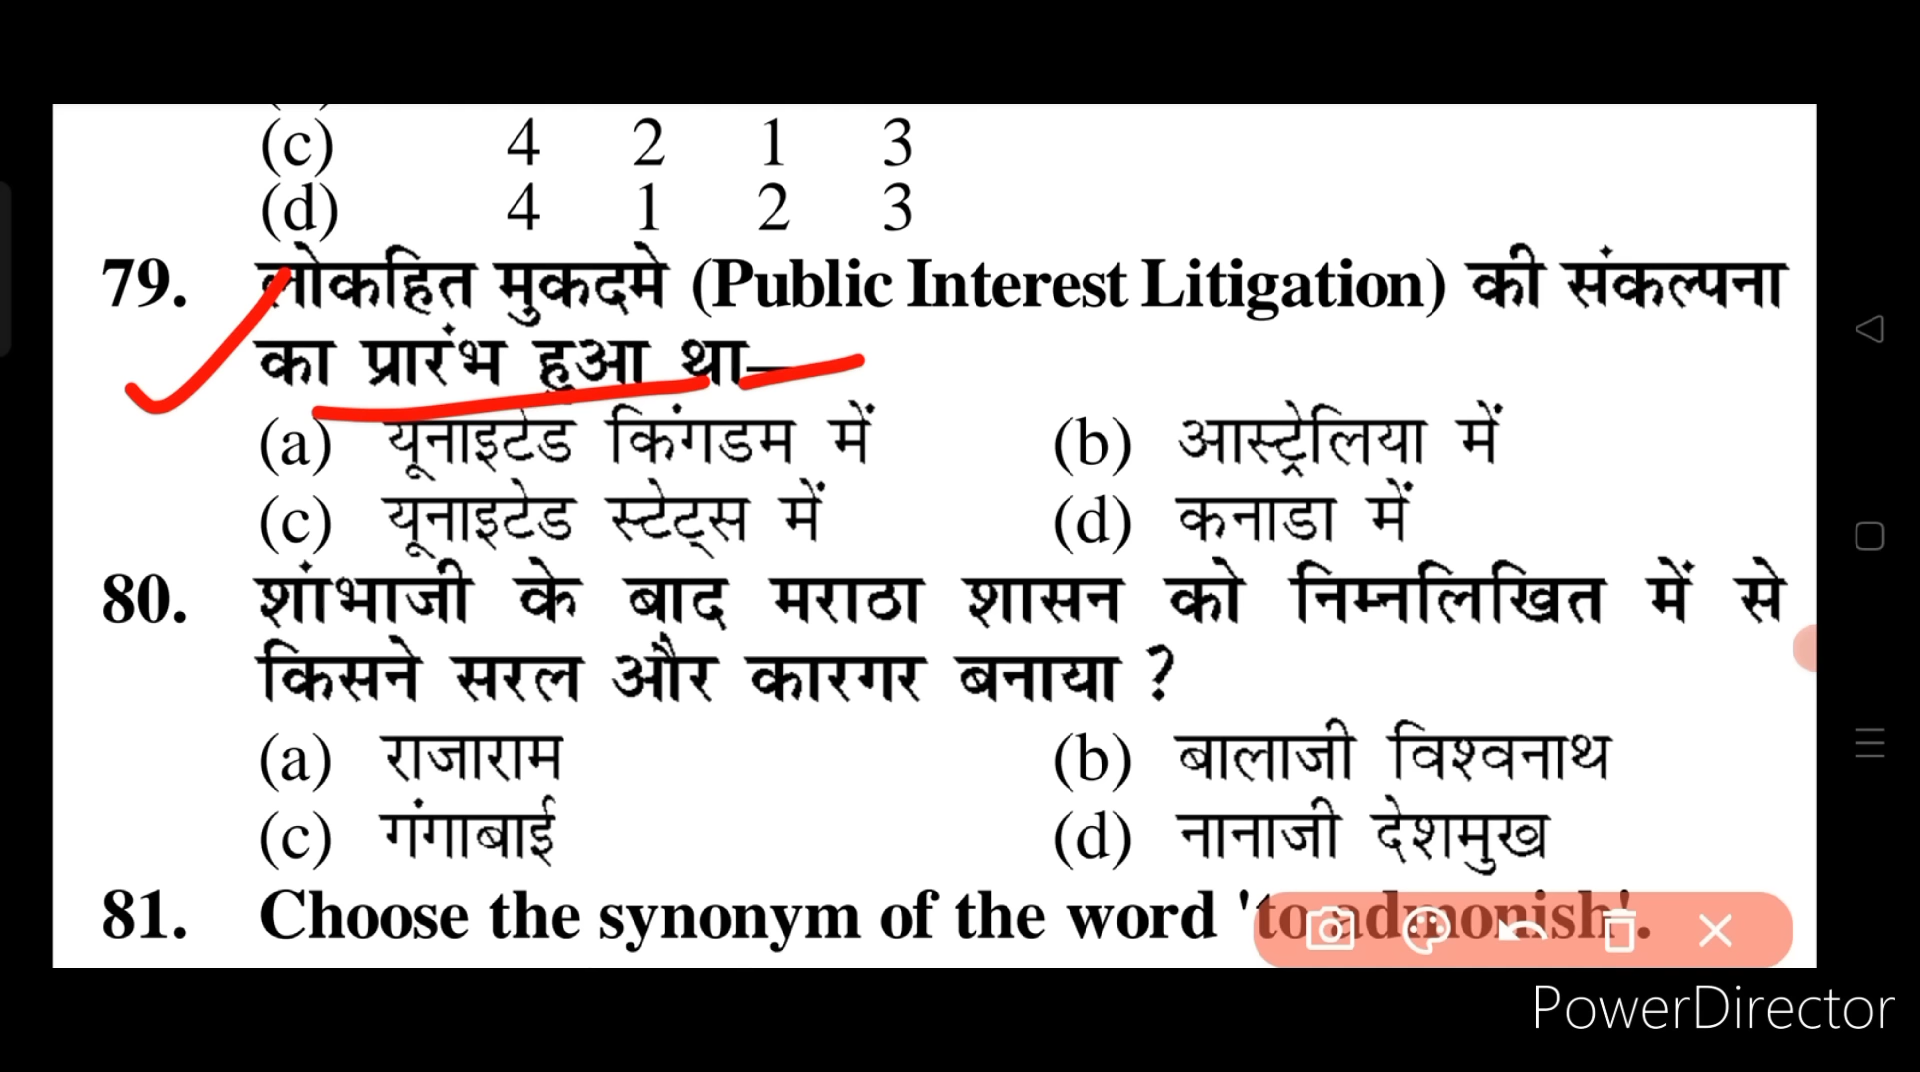 (c) 4 2 1 3
(d) 4 1 2 3
79. लोकहित मुकदमे (Public Interest Litigation) की संकल्पना
का प्रारंभ हुआ था—
(a) यूनाइटेड किंगडम में (b) आस्ट्रेलिया में
(c) यूनाइटेड स्टेट्स में (d) कनाडा में
80. शांभाजी के बाद मराठा शासन को निम्नलिखित में से
किसने सरल और कारगर बनाया ?
(a) राजाराम (b) बालाजी विश्वनाथ
(c) गंगाबाई (d) नानाजी देशमुख
81. Choose the synonym of the word 'to admonish'.
PowerDirector